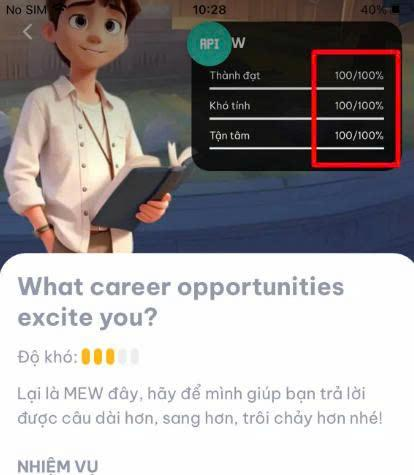 No SIM 10:28 40%
API W
Thành đạt 100/100%
Khó tính 100/100%
Tận tâm 100/100%
What career opportunities
excite you?
Độ khó:
Lại là MEW đây, hãy để mình giúp bạn trả lời
được câu dài hơn, sang hơn, trôi chảy hơn nhé!
NHIỆM VỤ